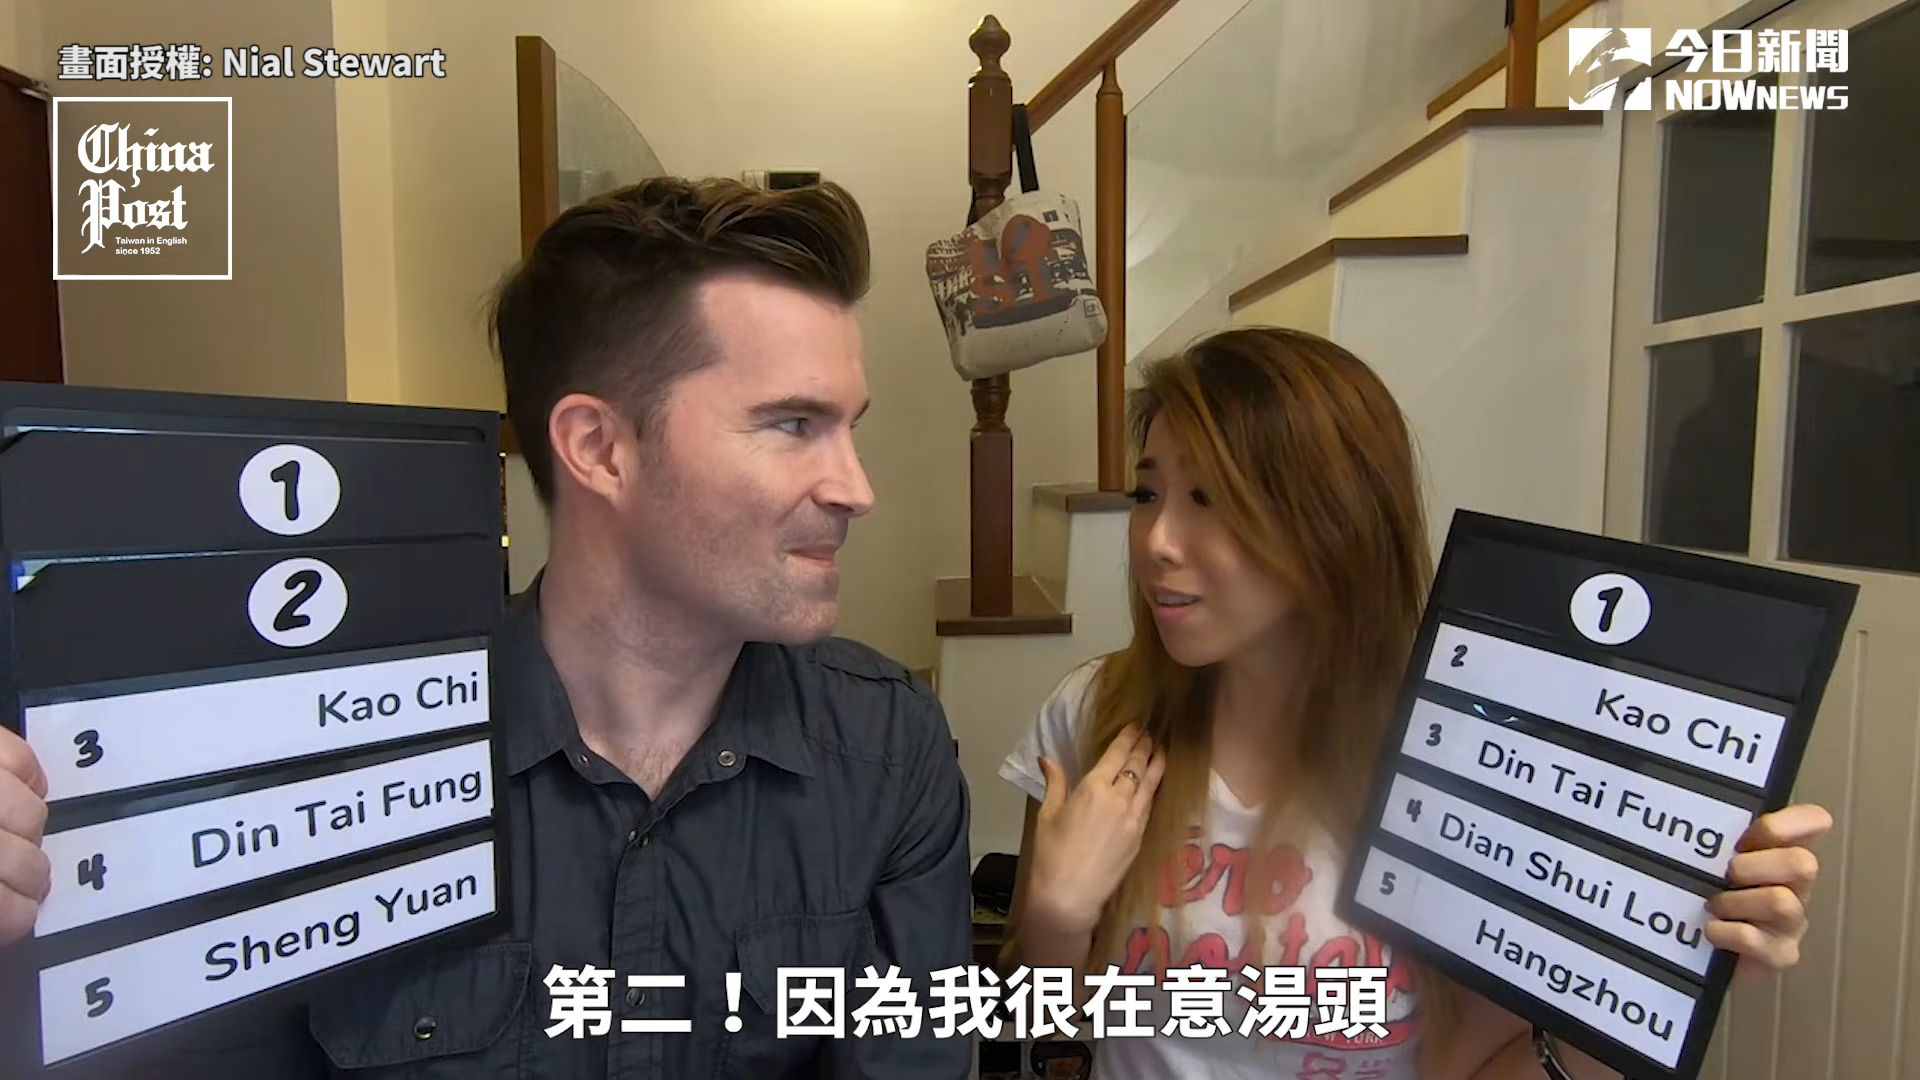 畫面授權: Nial Stewart
China
Post
Taiwan in English
since 1952
今日新聞
NOWnews
1
2
3 Kao Chi
4 Din Tai Fung
5 Sheng Yuan
1
2 Kao Chi
3 Din Tai Fung
4 Dian Shui Lou
5 Hangzhou
第二！因為我很在意湯頭